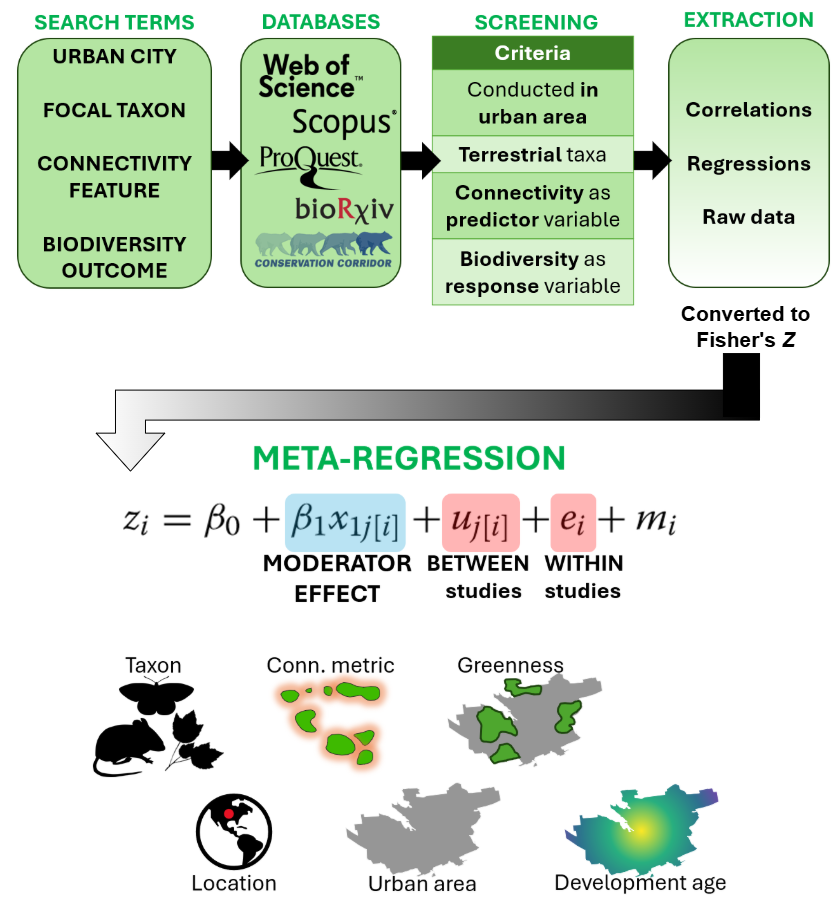 SEARCH TERMS
URBAN CITY
FOCAL TAXON
CONNECTIVITY
FEATURE
BIODIVERSITY
OUTCOME
DATABASES
Web of
Science™
Scopus®
ProQuest®
bioRχiv
CONSERVATION CORRIDOR
SCREENING
Criteria
Conducted in
urban area
Terrestrial taxa
Connectivity as
predictor variable
Biodiversity as
response variable
EXTRACTION
Correlations
Regressions
Raw data
Converted to
Fisher's Z
META-REGRESSION
z_i = β_0 + β_1x_{1j[i]} + u_{j[i]} + e_i + m_i
MODERATOR
EFFECT
BETWEEN
studies
WITHIN
studies
Taxon
Conn. metric
Greenness
Location
Urban area
Development age